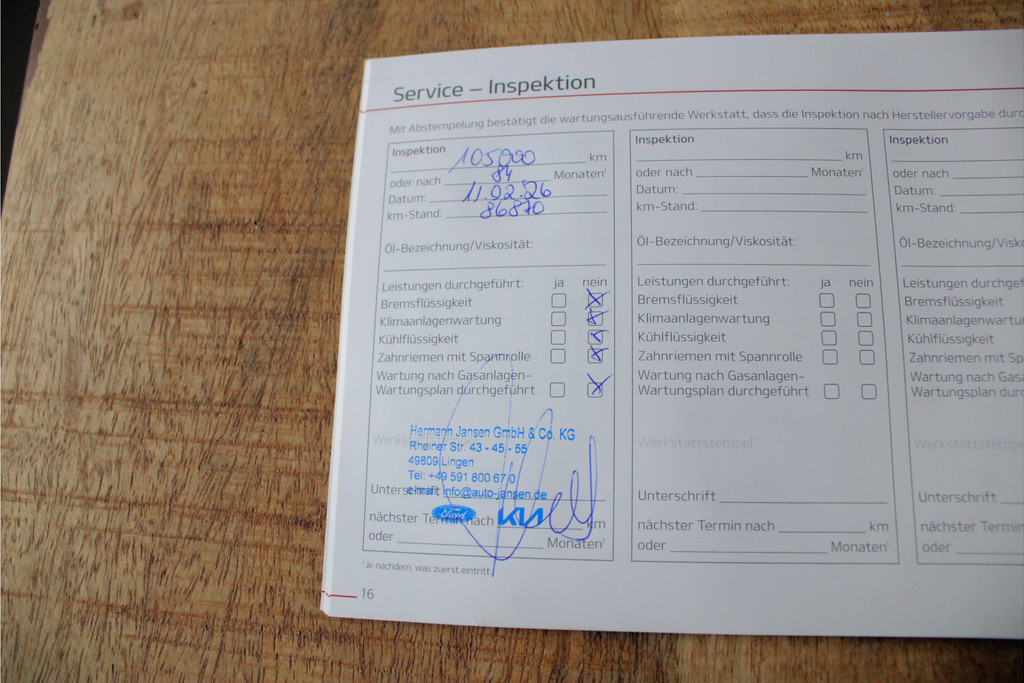 Service – Inspektion
Mit Abstempelung bestätigt die wartungsausführende Werkstatt, dass die Inspektion nach Herstellervorgabe durc
Inspektion 105000 km
oder nach 84 Monaten¹
Datum: 11.02.26
km-Stand: 86870
Öl-Bezeichnung/Viskosität:
Leistungen durchgeführt: ja nein
Bremsflüssigkeit
Klimaanlagenwartung
Kühlflüssigkeit
Zahnriemen mit Spannrolle
Wartung nach Gasanlagen-
Wartungsplan durchgeführt
Hermann Jansen GmbH & Co. KG
Rheiner Str. 43 - 45 - 55
49809 Lingen
Tel: +49 591 800 67 0
e-mail: info@auto-jansen.de
Unterschrift
Ford KIA
nächster Termin nach km
oder Monaten¹
¹ Je nachdem, was zuerst eintritt
16
Inspektion
km
oder nach Monaten¹
Datum:
km-Stand:
Öl-Bezeichnung/Viskosität:
Leistungen durchgeführt: ja nein
Bremsflüssigkeit
Klimaanlagenwartung
Kühlflüssigkeit
Zahnriemen mit Spannrolle
Wartung nach Gasanlagen-
Wartungsplan durchgeführt
Werkstattstempel
Unterschrift
nächster Termin nach km
oder Monaten¹
Inspektion
oder nach
Datum:
km-Stand:
Öl-Bezeichnung/Visko
Leistungen durchgefü
Bremsflüssigkeit
Klimaanlagenwartu
Kühlflüssigkeit
Zahnriemen mit Sp
Wartung nach Gasa
Wartungsplan durc
Werkstattstempe
Unterschrift
nächster Termin
oder